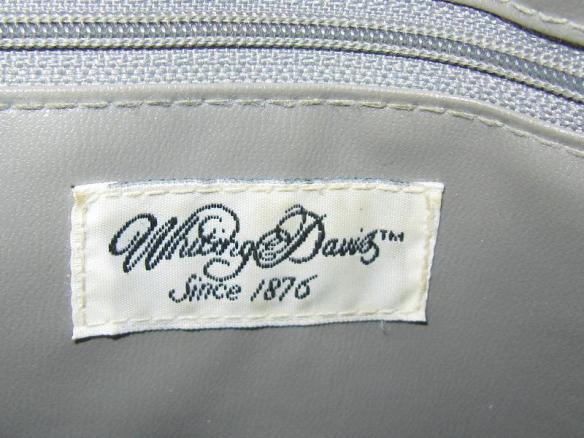 Whiting & Davis™
Since 1876